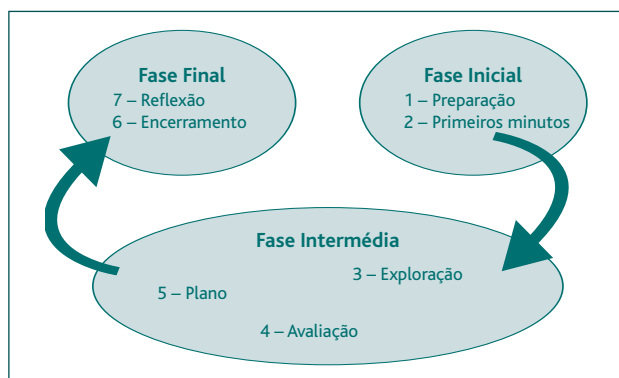 Fase Final
7 – Reflexão
6 – Encerramento
Fase Inicial
1 – Preparação
2 – Primeiros minutos
Fase Intermédia
3 – Exploração
5 – Plano
4 – Avaliação